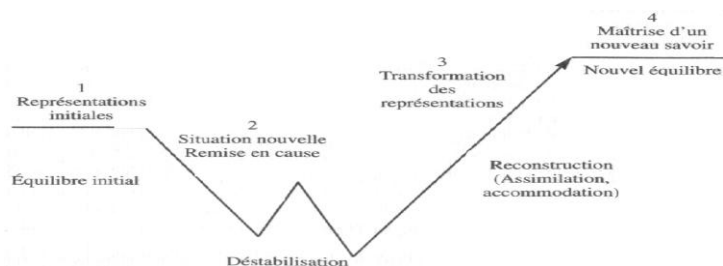 1
Représentations
initiales
Équilibre initial
2
Situation nouvelle
Remise en cause
Déstabilisation
3
Transformation
des
représentations
Reconstruction
(Assimilation,
accommodation)
4
Maîtrise d'un
nouveau savoir
Nouvel équilibre